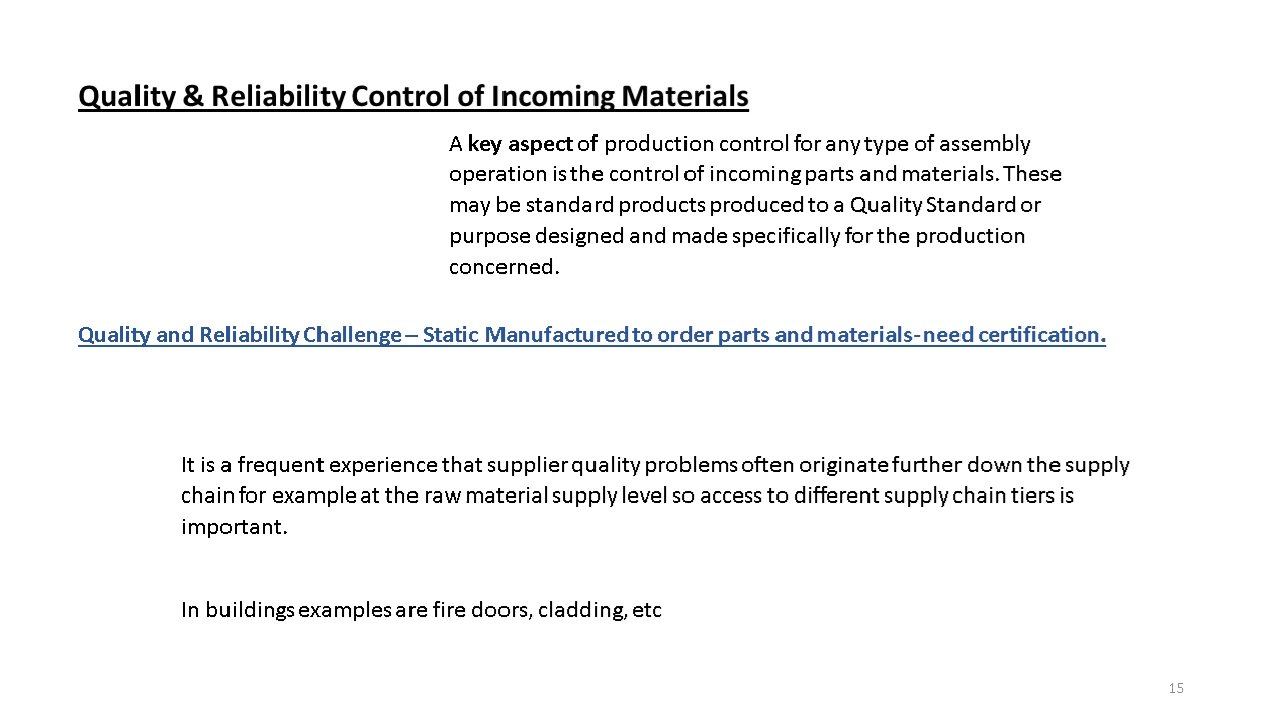 Quality & Reliability Control of Incoming Materials
A key aspect of production control for any type of assembly
operation is the control of incoming parts and materials. These
may be standard products produced to a Quality Standard or
purpose designed and made specifically for the production
concerned.
Quality and Reliability Challenge – Static Manufactured to order parts and materials- need certification.
It is a frequent experience that supplier quality problems often originate further down the supply
chain for example at the raw material supply level so access to different supply chain tiers is
important.
In buildings examples are fire doors, cladding, etc
15